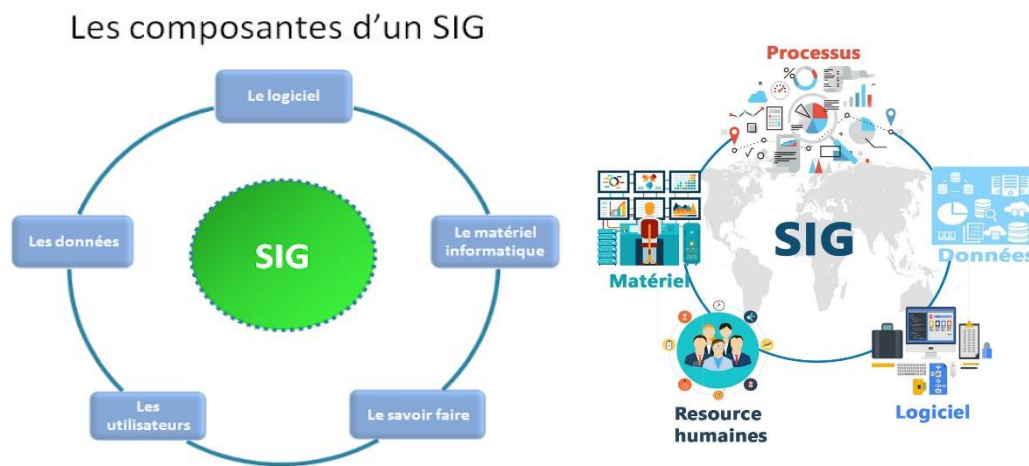 Les composantes d'un SIG
Le logiciel
Les données
Le matériel
informatique
SIG
Les
utilisateurs
Le savoir faire
Processus
Matériel
SIG
Données
Resource
humaines
Logiciel